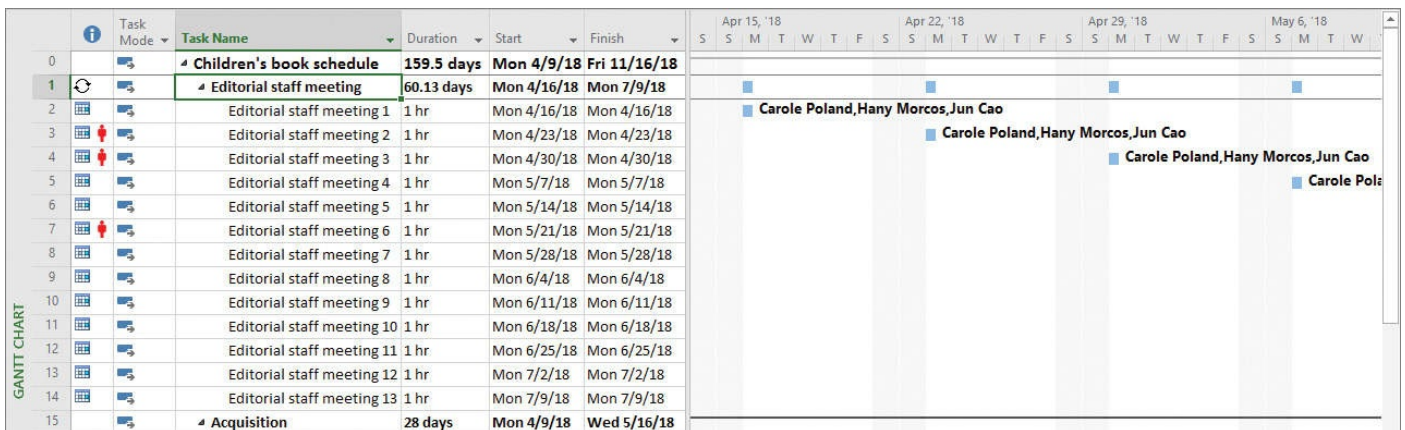 Task Mode Task Name Duration Start Finish Apr 15, '18 Apr 22, '18 Apr 29, '18 May 6, '18
S S M T W T F S S M T W T F S S M T W T F S S M T W
0 Children's book schedule 159.5 days Mon 4/9/18 Fri 11/16/18
1 Editorial staff meeting 60.13 days Mon 4/16/18 Mon 7/9/18
2 Editorial staff meeting 1 1 hr Mon 4/16/18 Mon 4/16/18 Carole Poland,Hany Morcos,Jun Cao
3 Editorial staff meeting 2 1 hr Mon 4/23/18 Mon 4/23/18 Carole Poland,Hany Morcos,Jun Cao
4 Editorial staff meeting 3 1 hr Mon 4/30/18 Mon 4/30/18 Carole Poland,Hany Morcos,Jun Cao
5 Editorial staff meeting 4 1 hr Mon 5/7/18 Mon 5/7/18 Carole Pola
6 Editorial staff meeting 5 1 hr Mon 5/14/18 Mon 5/14/18
7 Editorial staff meeting 6 1 hr Mon 5/21/18 Mon 5/21/18
8 Editorial staff meeting 7 1 hr Mon 5/28/18 Mon 5/28/18
9 Editorial staff meeting 8 1 hr Mon 6/4/18 Mon 6/4/18
10 Editorial staff meeting 9 1 hr Mon 6/11/18 Mon 6/11/18
11 Editorial staff meeting 10 1 hr Mon 6/18/18 Mon 6/18/18
12 Editorial staff meeting 11 1 hr Mon 6/25/18 Mon 6/25/18
13 Editorial staff meeting 12 1 hr Mon 7/2/18 Mon 7/2/18
14 Editorial staff meeting 13 1 hr Mon 7/9/18 Mon 7/9/18
15 Acquisition 28 days Mon 4/9/18 Wed 5/16/18
GANTT CHART